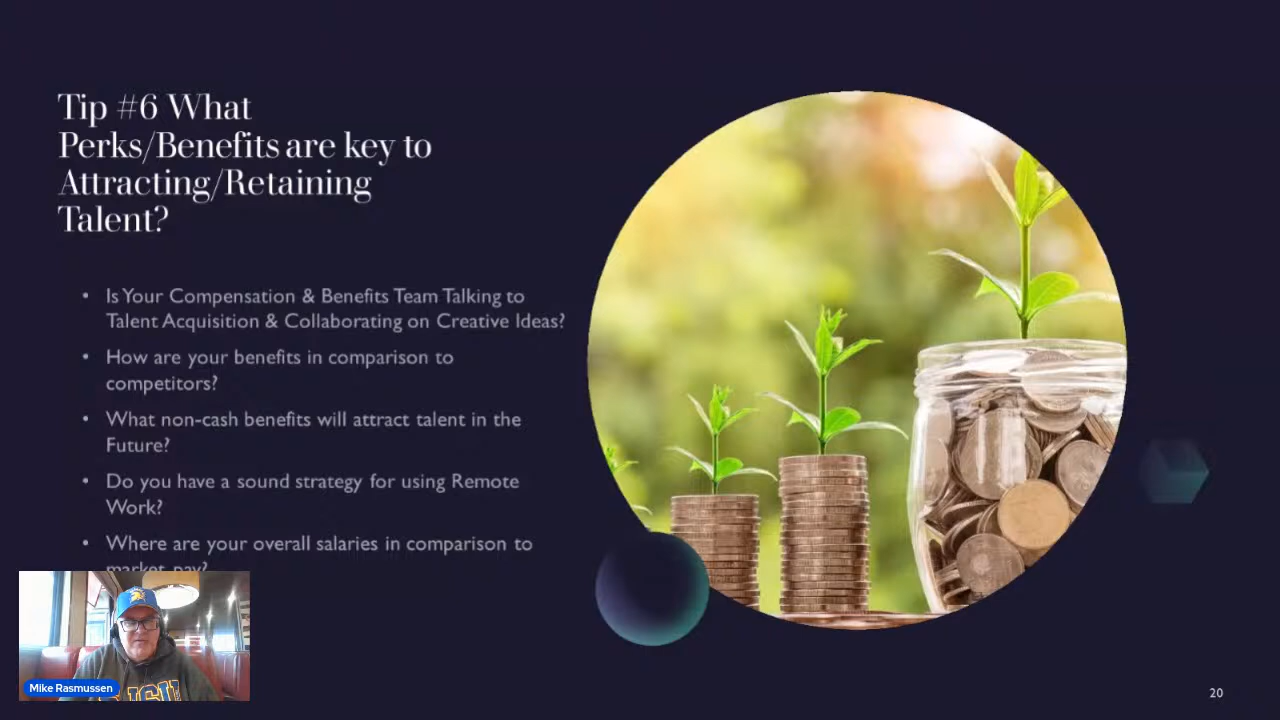 Tip #6 What
Perks/Benefits are key to
Attracting/Retaining
Talent?
• Is Your Compensation & Benefits Team Talking to
Talent Acquisition & Collaborating on Creative Ideas?
• How are your benefits in comparison to
competitors?
• What non-cash benefits will attract talent in the
Future?
• Do you have a sound strategy for using Remote
Work?
• Where are your overall salaries in comparison to
market pay?
Mike Rasmussen
20